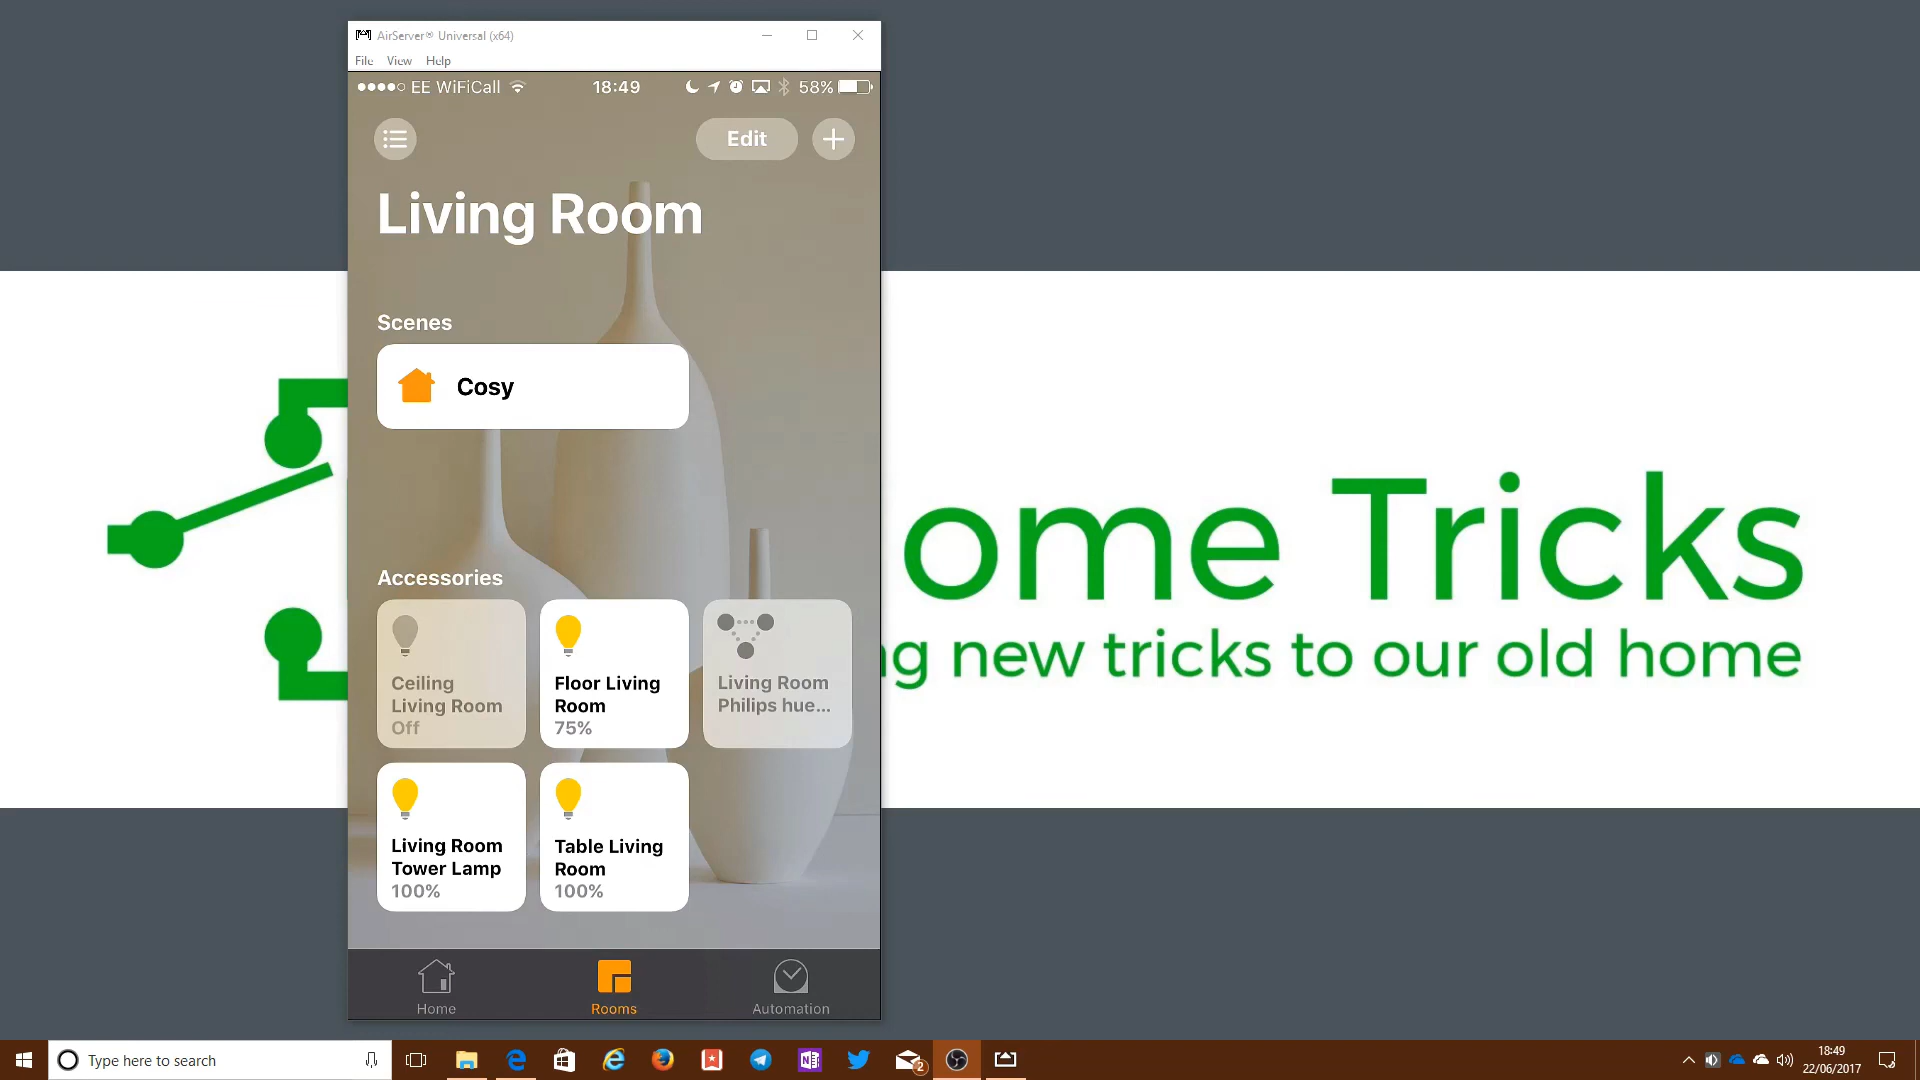 AirServer® Universal (x64)
File View Help
EE WiFiCall 18:49 58%
Edit
Living Room
Scenes
Cosy
Accessories
Ceiling
Living Room
Off
Floor Living
Room
75%
Living Room
Philips hue...
Living Room
Tower Lamp
100%
Table Living
Room
100%
Home Rooms Automation
ome Tricks
ng new tricks to our old home
Type here to search
N
2
18:49
22/06/2017